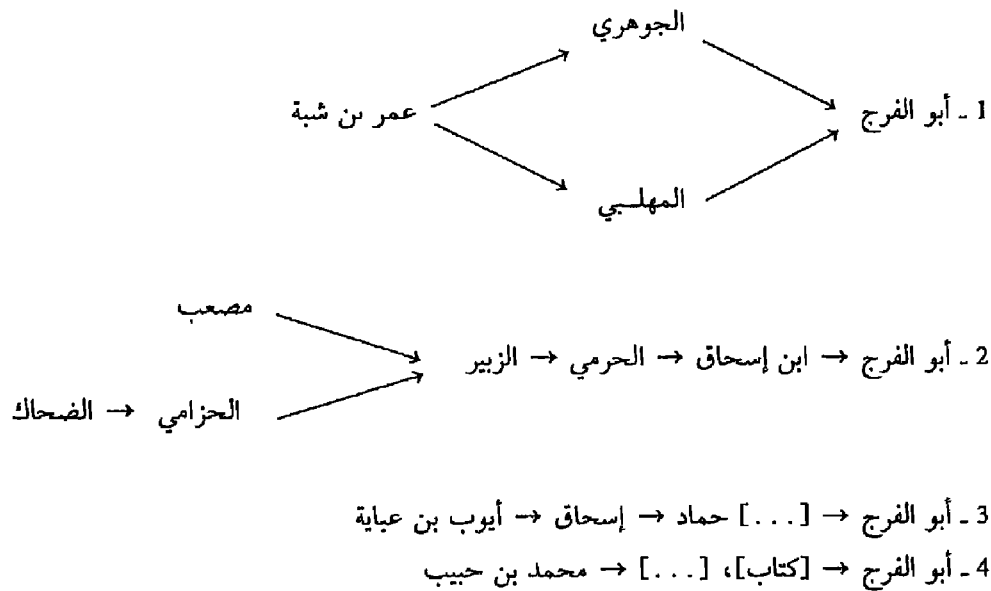 الجوهري
1 ـ أبو الفرج
عمر بن شبة
المهلبي
مصعب
2 ـ أبو الفرج → ابن إسحاق → الحرمي → الزبير
الحزامي → الضحاك
3 ـ أبو الفرج → [...] حماد → إسحاق → أيوب بن عباية
4 ـ أبو الفرج → [كتاب]، [...] → محمد بن حبيب